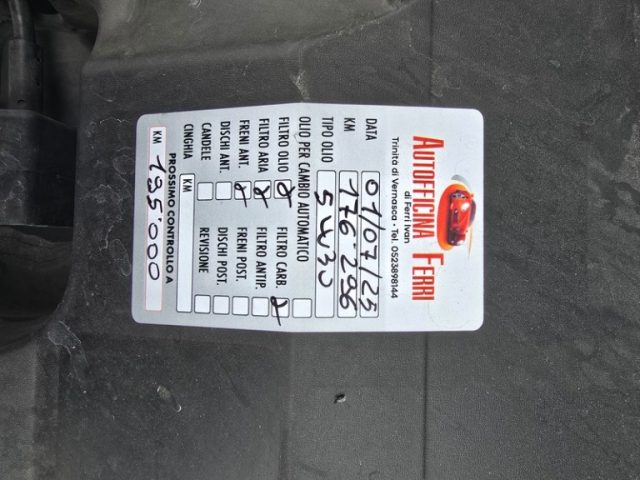 AUTOFFICINA FERRI
di Ferri Ivan
Trinità di Vernasca - Tel. 0523898144
DATA 01/07/25
KM 176'296
TIPO OLIO 5W30
OLIO PER CAMBIO AUTOMATICO
FILTRO OLIO X FILTRO CARB. X
FILTRO ARIA X FILTRO ANTIP.
FRENI ANT. X FRENI POST.
DISCHI ANT. DISCHI POST.
CANDELE REVISIONE
CINGHIA KM
PROSSIMO CONTROLLO A
KM 195'000